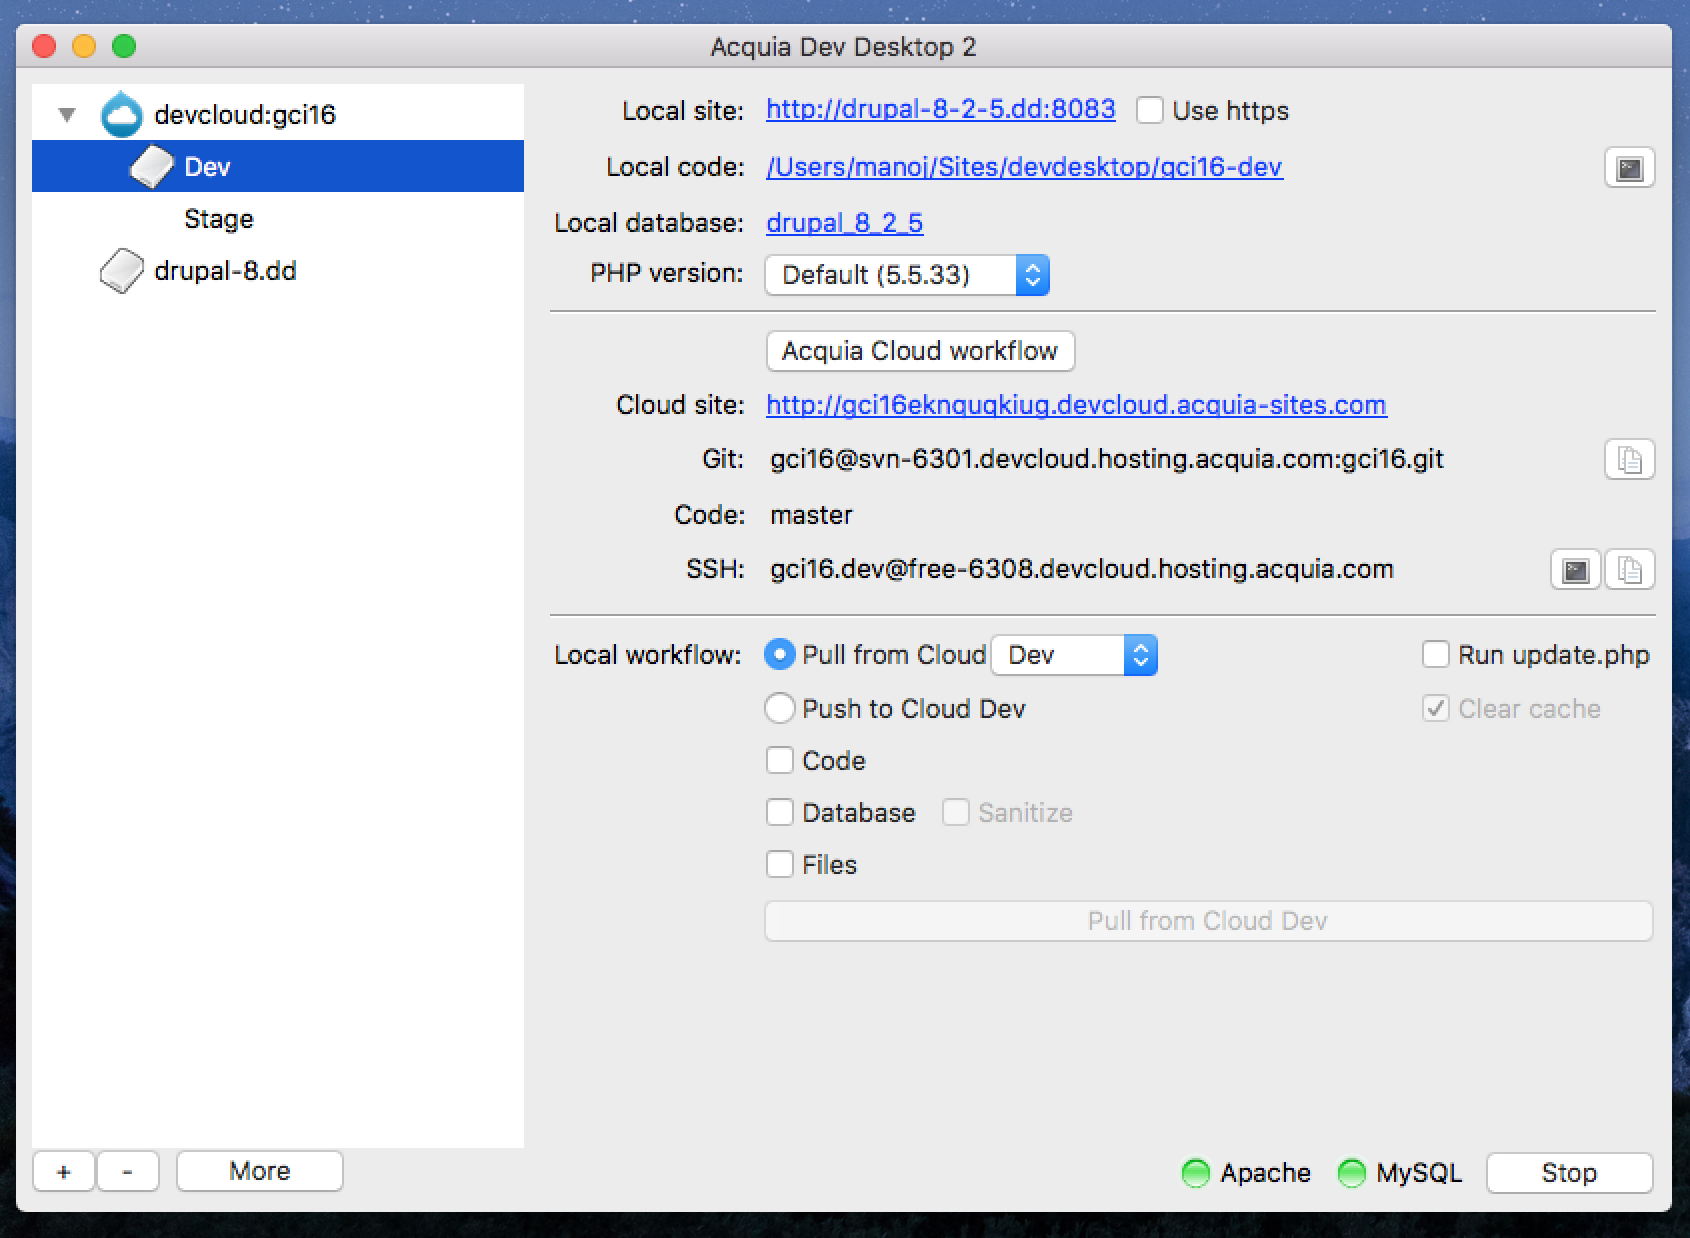 Acquia Dev Desktop 2
devcloud:gci16
Dev
Stage
drupal-8.dd
Local site: http://drupal-8-2-5.dd:8083 Use https
Local code: /Users/manoj/Sites/devdesktop/gci16-dev
Local database: drupal_8_2_5
PHP version: Default (5.5.33)
Acquia Cloud workflow
Cloud site: http://gci16eknquqkiug.devcloud.acquia-sites.com
Git: gci16@svn-6301.devcloud.hosting.acquia.com:gci16.git
Code: master
SSH: gci16.dev@free-6308.devcloud.hosting.acquia.com
Local workflow: Pull from Cloud Dev Run update.php
Push to Cloud Dev Clear cache
Code
Database Sanitize
Files
Pull from Cloud Dev
+ - More Apache MySQL Stop